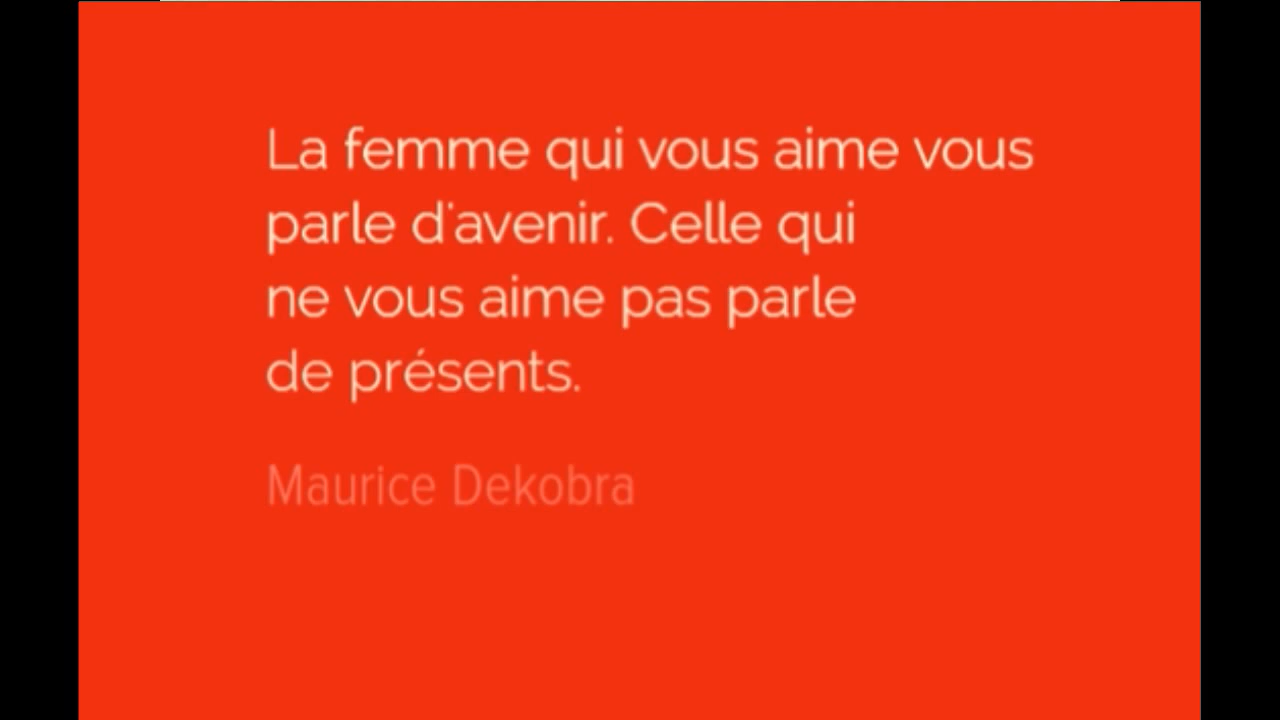 La femme qui vous aime vous
parle d'avenir. Celle qui
ne vous aime pas parle
de présents.
Maurice Dekobra